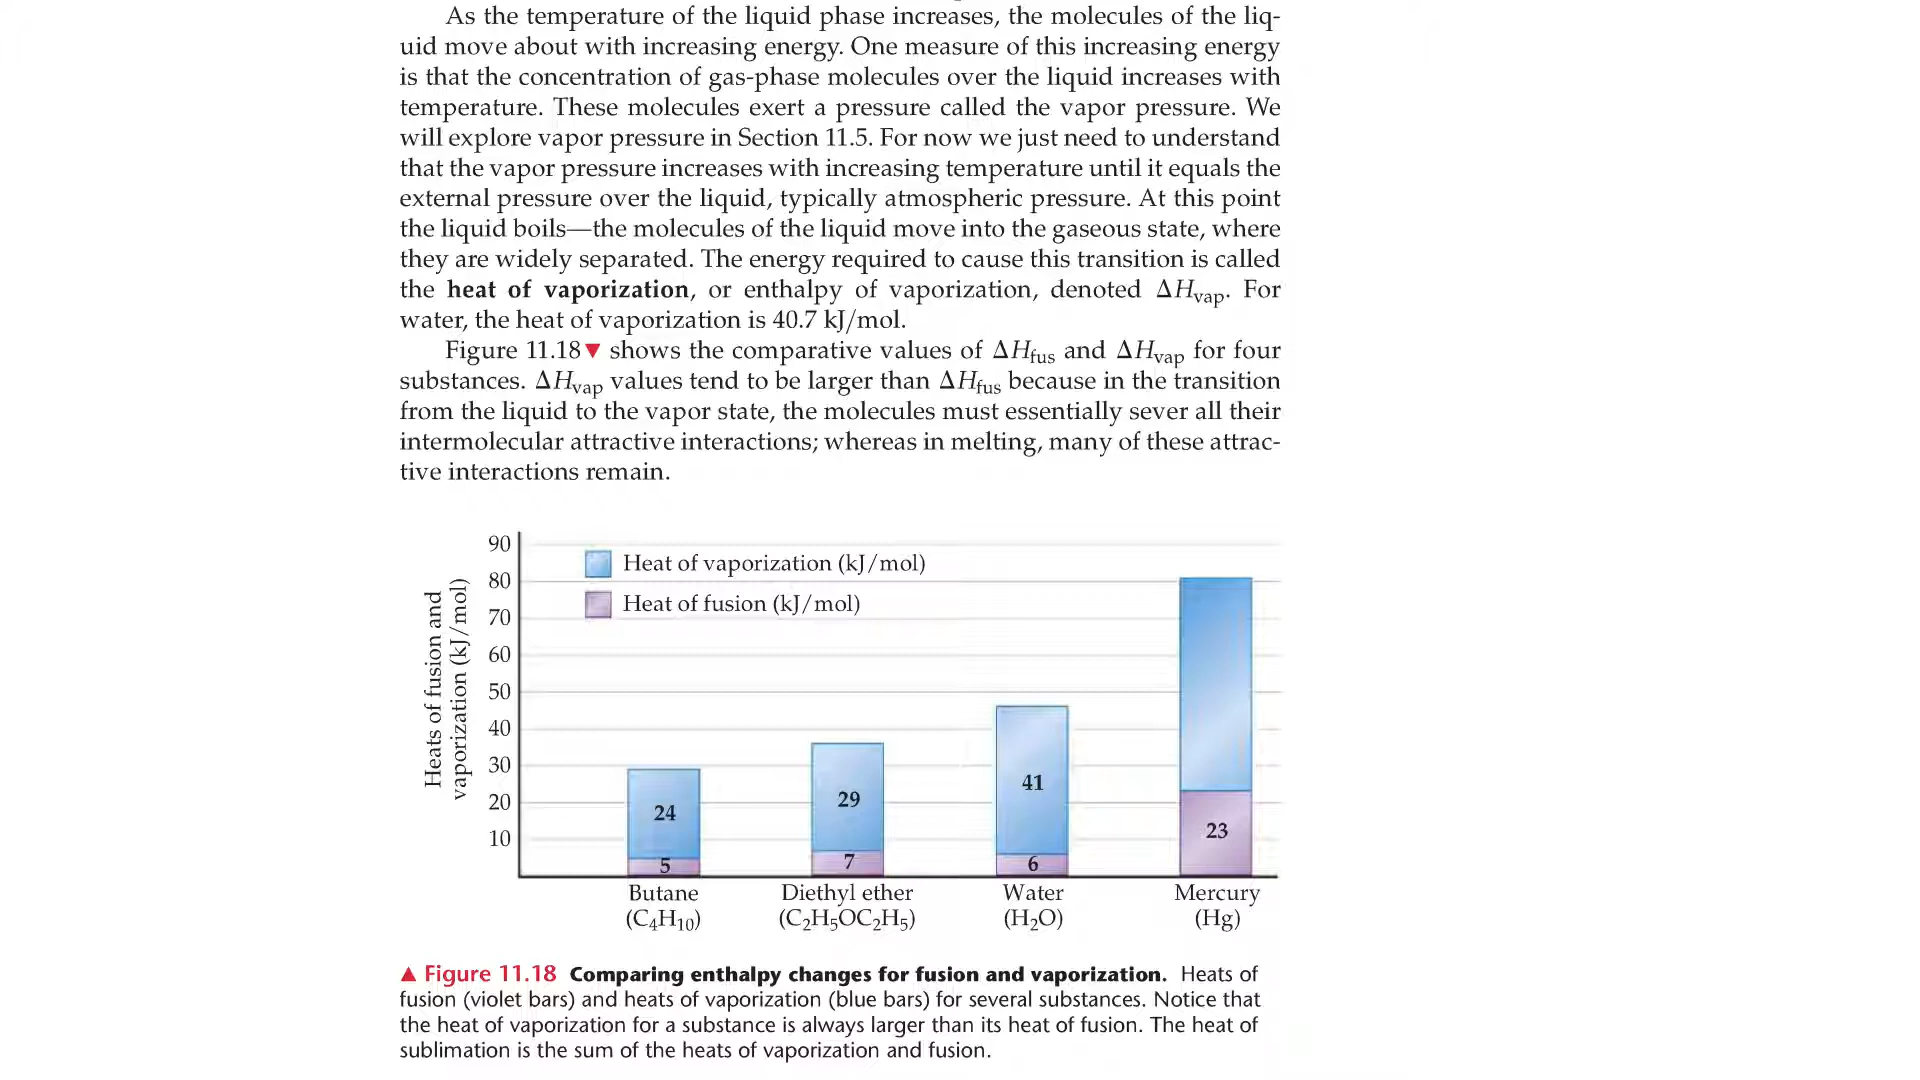 As the temperature of the liquid phase increases, the molecules of the liq-
uid move about with increasing energy. One measure of this increasing energy
is that the concentration of gas-phase molecules over the liquid increases with
temperature. These molecules exert a pressure called the vapor pressure. We
will explore vapor pressure in Section 11.5. For now we just need to understand
that the vapor pressure increases with increasing temperature until it equals the
external pressure over the liquid, typically atmospheric pressure. At this point
the liquid boils—the molecules of the liquid move into the gaseous state, where
they are widely separated. The energy required to cause this transition is called
the heat of vaporization, or enthalpy of vaporization, denoted ΔHvap. For
water, the heat of vaporization is 40.7 kJ/mol.
Figure 11.18▼ shows the comparative values of ΔHfus and ΔHvap for four
substances. ΔHvap values tend to be larger than ΔHfus because in the transition
from the liquid to the vapor state, the molecules must essentially sever all their
intermolecular attractive interactions; whereas in melting, many of these attrac-
tive interactions remain.
Heats of fusion and
vaporization (kJ/mol)
90
80
70
60
50
40
30
20
10
Heat of vaporization (kJ/mol)
Heat of fusion (kJ/mol)
24
5
29
7
41
6
23
Butane
(C₄H₁₀)
Diethyl ether
(C₂H₅OC₂H₅)
Water
(H₂O)
Mercury
(Hg)
▲ Figure 11.18 Comparing enthalpy changes for fusion and vaporization. Heats of
fusion (violet bars) and heats of vaporization (blue bars) for several substances. Notice that
the heat of vaporization for a substance is always larger than its heat of fusion. The heat of
sublimation is the sum of the heats of vaporization and fusion.